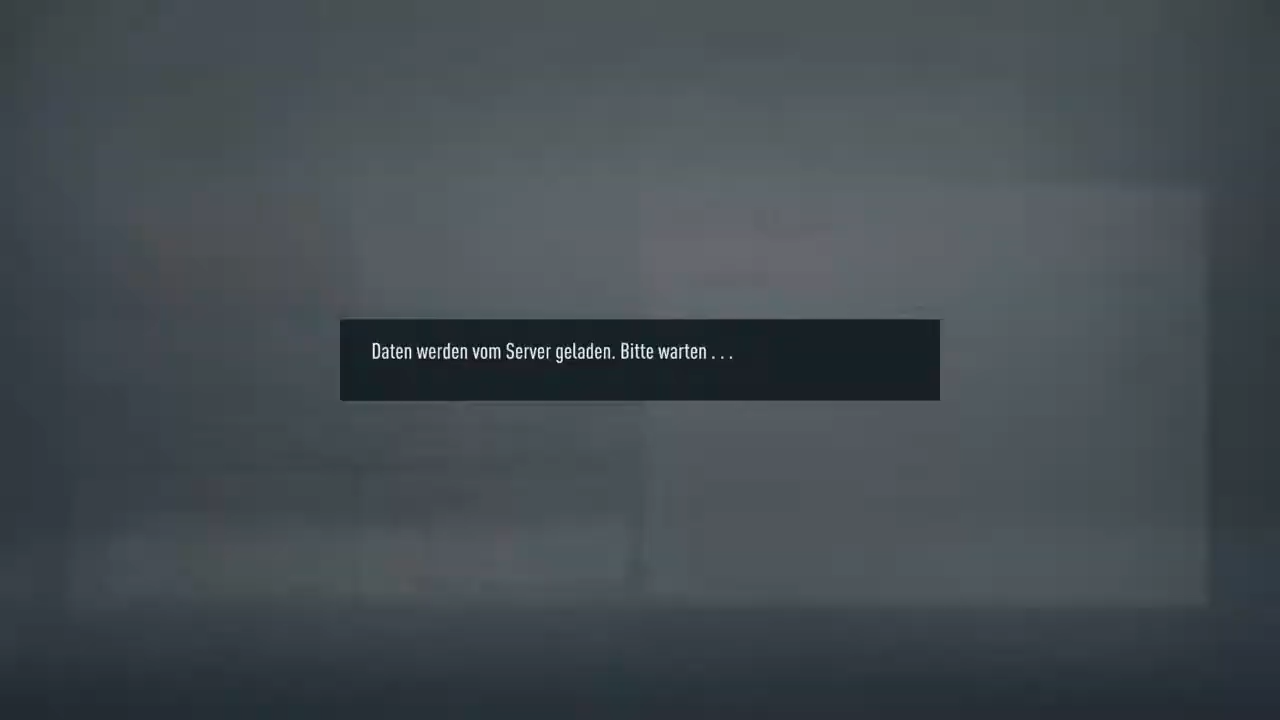 Daten werden vom Server geladen. Bitte warten . . .